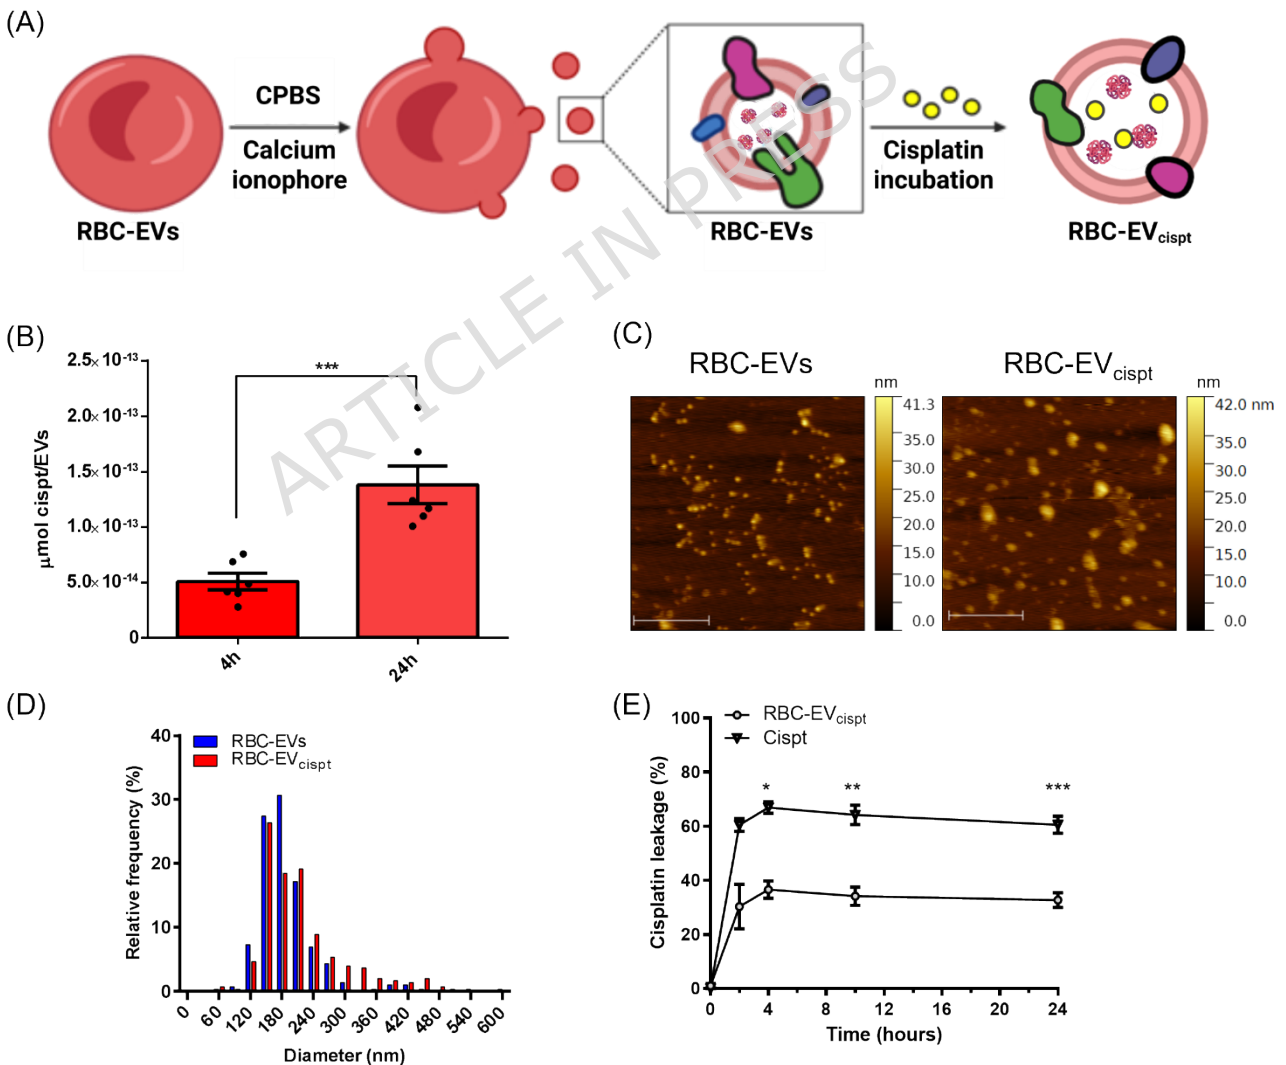 (A)
CPBS
Calcium
ionophore
Cisplatin
incubation
RBC-EVs
RBC-EVs
RBC-EVcispt
ARTICLE IN PRESS
(B)
2.5× 10-13
2.0× 10-13
1.5× 10-13
1.0× 10-13
5.0× 10-14
0
μmol cispt/EVs
***
4h
24h
(C)
RBC-EVs
RBC-EVcispt
nm
41.3
35.0
30.0
25.0
20.0
15.0
10.0
0.0
nm
42.0 nm
35.0
30.0
25.0
20.0
15.0
10.0
0.0
(D)
RBC-EVs
RBC-EVcispt
40
30
20
10
0
Relative frequency (%)
0 60 120 180 240 300 360 420 480 540 600
Diameter (nm)
(E)
RBC-EVcispt
Cispt
100
80
60
40
20
0
Cisplatin leakage (%)
* ** ***
0 4 8 12 16 20 24
Time (hours)